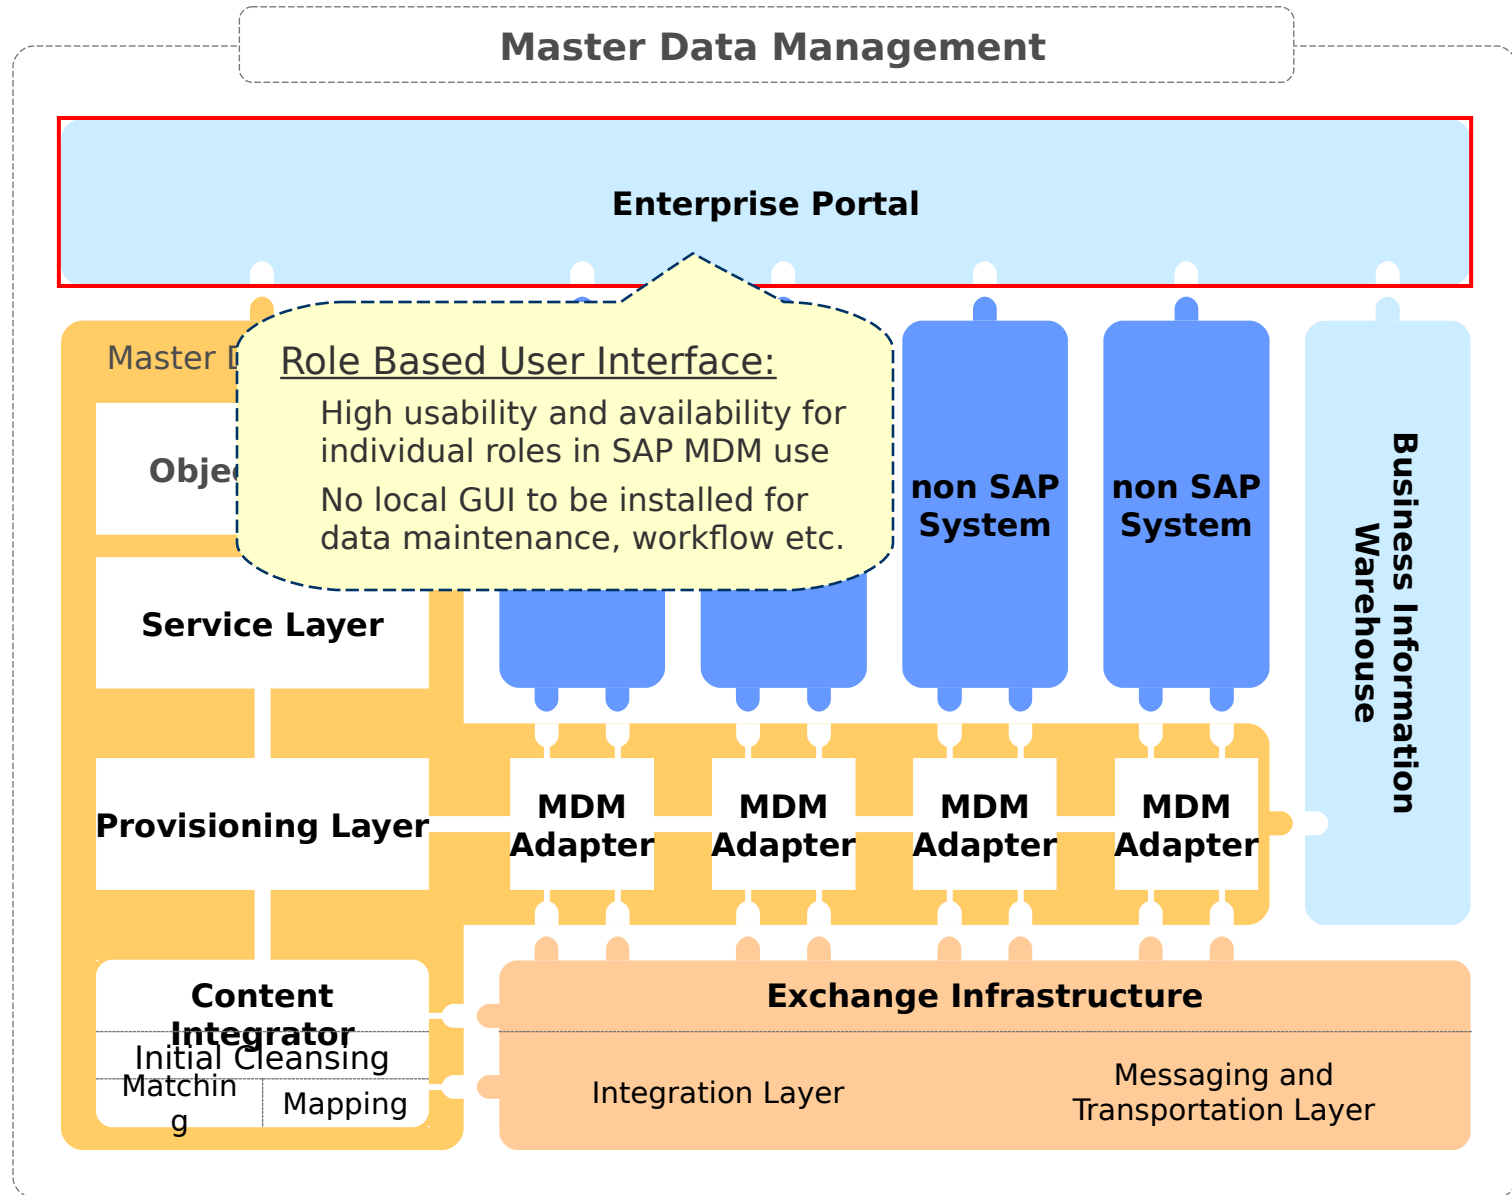 Master Data Management
Enterprise Portal
Master
Role Based User Interface:
High usability and availability for
individual roles in SAP MDM use
No local GUI to be installed for
data maintenance, workflow etc.
non SAP
System
non SAP
System
Business Information
Warehouse
Service Layer
Provisioning Layer
MDM
Adapter
MDM
Adapter
MDM
Adapter
MDM
Adapter
Content
Integrator
Initial Cleansing
Matchin
g
Mapping
Exchange Infrastructure
Integration Layer
Messaging and
Transportation Layer